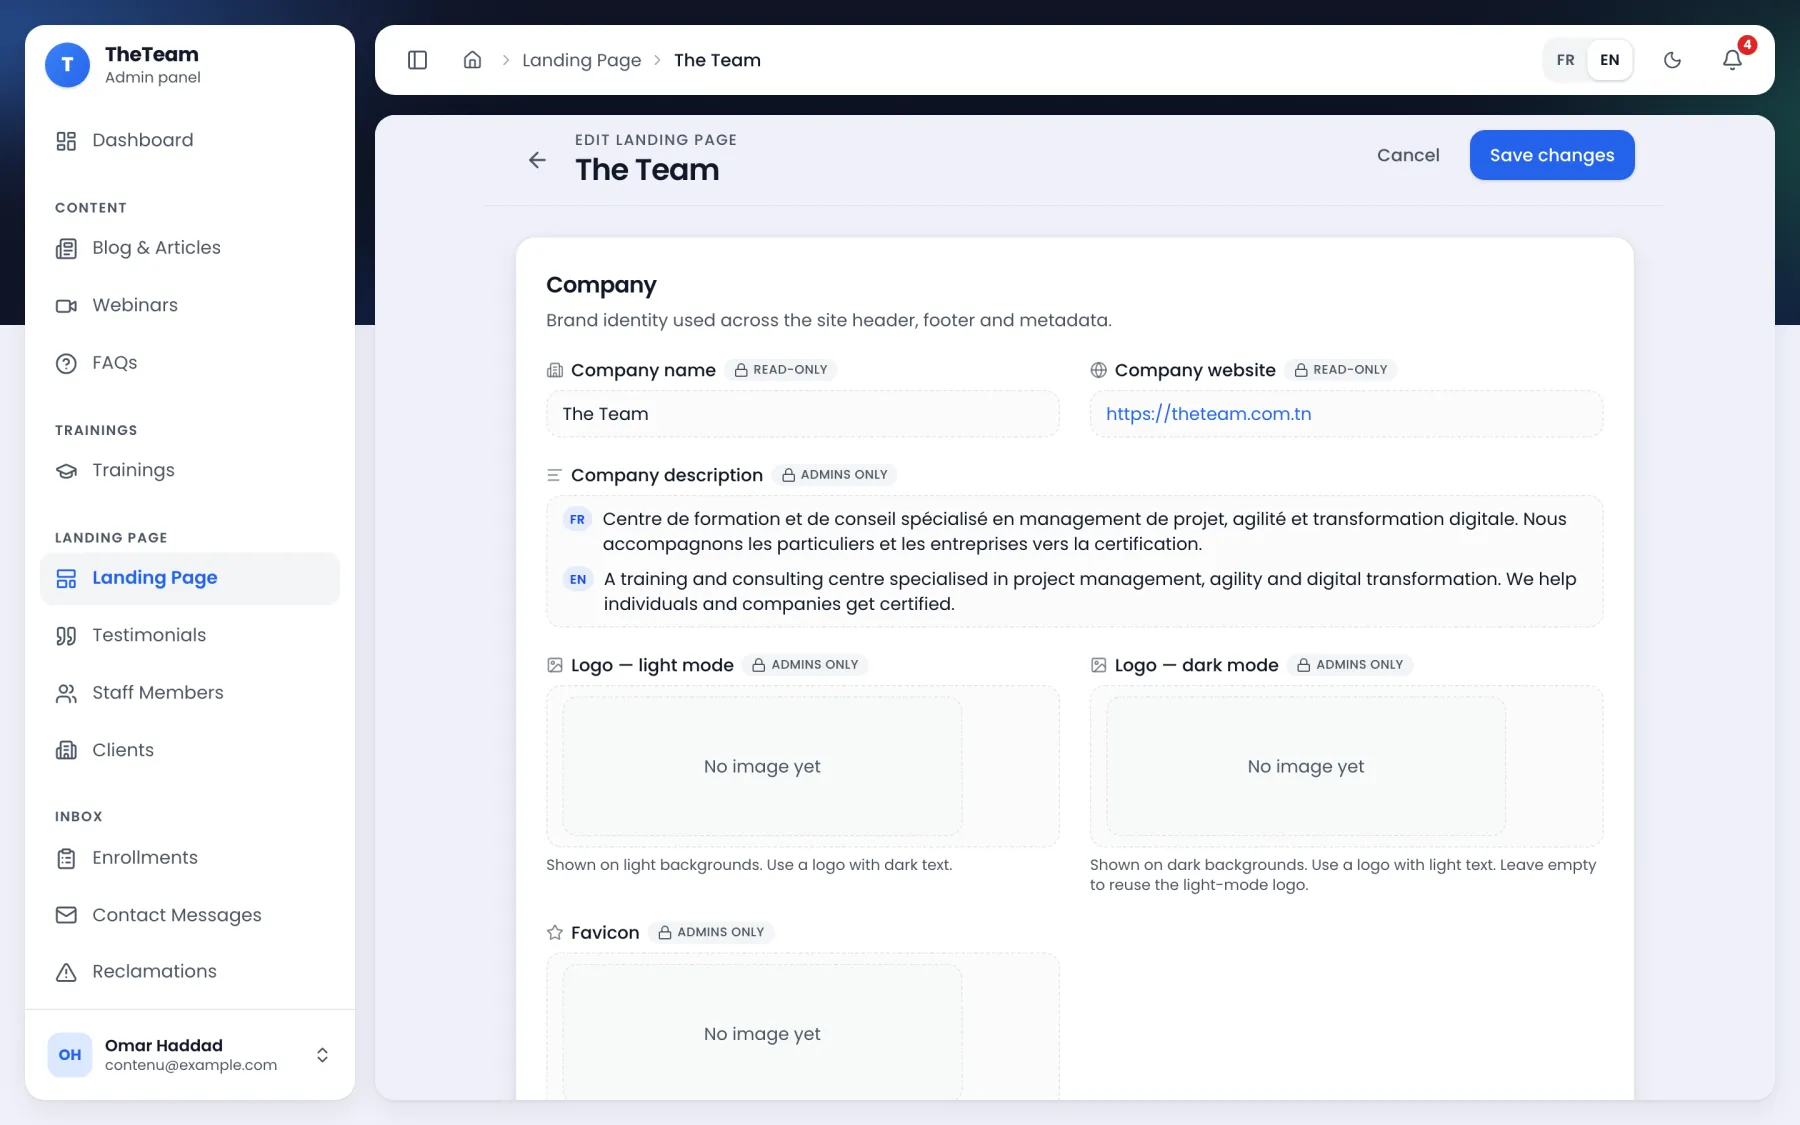 T
TheTeam
Admin panel
Dashboard
CONTENT
Blog & Articles
Webinars
FAQs
TRAININGS
Trainings
LANDING PAGE
Landing Page
Testimonials
Staff Members
Clients
INBOX
Enrollments
Contact Messages
Reclamations
OH
Omar Haddad
contenu@example.com
Landing Page
The Team
FR
EN
4
EDIT LANDING PAGE
The Team
Cancel
Save changes
Company
Brand identity used across the site header, footer and metadata.
Company name
READ-ONLY
The Team
Company website
READ-ONLY
https://theteam.com.tn
Company description
ADMINS ONLY
FR
Centre de formation et de conseil spécialisé en management de projet, agilité et transformation digitale. Nous
accompagnons les particuliers et les entreprises vers la certification.
EN
A training and consulting centre specialised in project management, agility and digital transformation. We help
individuals and companies get certified.
Logo — light mode
ADMINS ONLY
No image yet
Shown on light backgrounds. Use a logo with dark text.
Logo — dark mode
ADMINS ONLY
No image yet
Shown on dark backgrounds. Use a logo with light text. Leave empty
to reuse the light-mode logo.
Favicon
ADMINS ONLY
No image yet